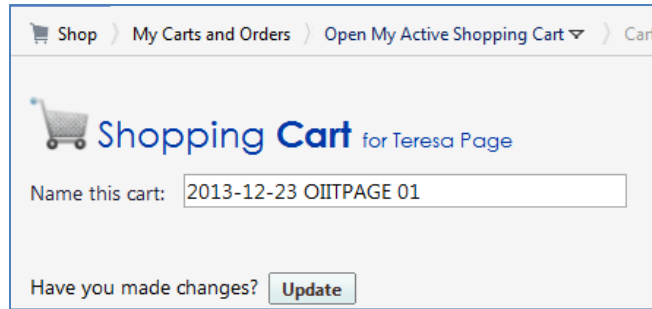 Shop My Carts and Orders Open My Active Shopping Cart Car
Shopping Cart for Teresa Page
Name this cart: 2013-12-23 OIITPAGE 01
Have you made changes? Update